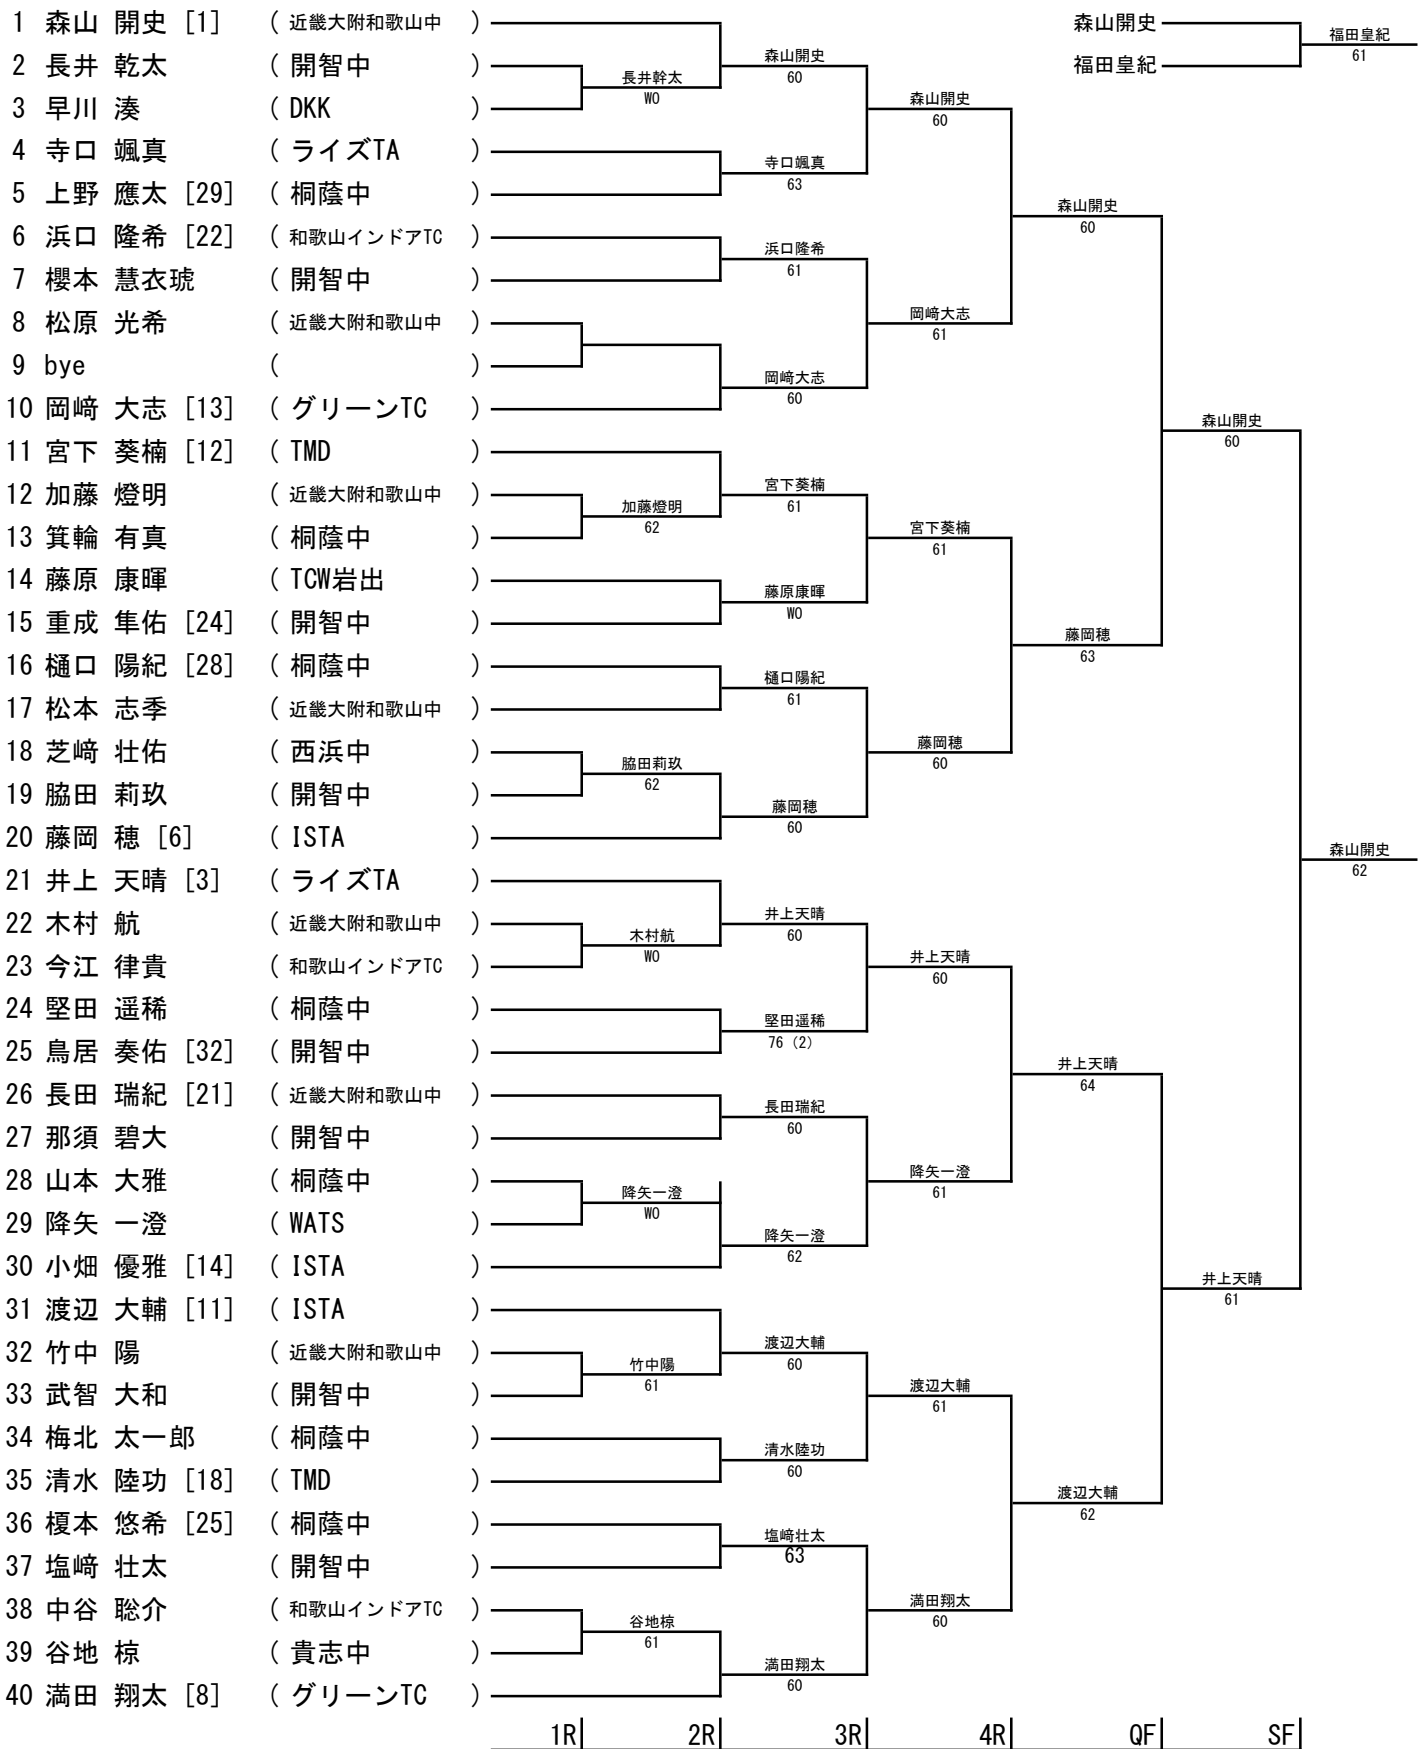 1 森山 開史 [1] ( 近畿大附和歌山中 )
2 長井 乾太 ( 開智中 )
3 早川 湊 ( DKK )
4 寺口 颯真 ( ライズTA )
5 上野 應太 [29] ( 桐蔭中 )
6 浜口 隆希 [22] ( 和歌山インドアTC )
7 櫻本 慧衣琥 ( 開智中 )
8 松原 光希 ( 近畿大附和歌山中 )
9 bye ( )
10 岡﨑 大志 [13] ( グリーンTC )
11 宮下 葵楠 [12] ( TMD )
12 加藤 燈明 ( 近畿大附和歌山中 )
13 箕輪 有真 ( 桐蔭中 )
14 藤原 康暉 ( TCW岩出 )
15 重成 隼佑 [24] ( 開智中 )
16 樋口 陽紀 [28] ( 桐蔭中 )
17 松本 志季 ( 近畿大附和歌山中 )
18 芝﨑 壮佑 ( 西浜中 )
19 脇田 莉玖 ( 開智中 )
20 藤岡 穂 [6] ( ISTA )
21 井上 天晴 [3] ( ライズTA )
22 木村 航 ( 近畿大附和歌山中 )
23 今江 律貴 ( 和歌山インドアTC )
24 堅田 遥稀 ( 桐蔭中 )
25 鳥居 奏佑 [32] ( 開智中 )
26 長田 瑞紀 [21] ( 近畿大附和歌山中 )
27 那須 碧大 ( 開智中 )
28 山本 大雅 ( 桐蔭中 )
29 降矢 一澄 ( WATS )
30 小畑 優雅 [14] ( ISTA )
31 渡辺 大輔 [11] ( ISTA )
32 竹中 陽 ( 近畿大附和歌山中 )
33 武智 大和 ( 開智中 )
34 梅北 太一郎 ( 桐蔭中 )
35 清水 陸功 [18] ( TMD )
36 榎本 悠希 [25] ( 桐蔭中 )
37 塩﨑 壮太 ( 開智中 )
38 中谷 聡介 ( 和歌山インドアTC )
39 谷地 椋 ( 貴志中 )
40 満田 翔太 [8] ( グリーンTC )
長井幹太
WO
加藤燈明
62
脇田莉玖
62
木村航
WO
降矢一澄
WO
竹中陽
61
谷地椋
61
森山開史
60
寺口颯真
63
浜口隆希
61
岡﨑大志
60
宮下葵楠
61
藤原康暉
WO
樋口陽紀
61
藤岡穂
60
井上天晴
60
堅田遥稀
76 (2)
長田瑞紀
60
降矢一澄
62
渡辺大輔
60
清水陸功
60
塩﨑壮太
63
満田翔太
60
森山開史
60
岡﨑大志
61
宮下葵楠
61
藤岡穂
60
井上天晴
60
降矢一澄
61
渡辺大輔
61
満田翔太
60
森山開史
60
藤岡穂
63
井上天晴
64
渡辺大輔
62
森山開史
60
井上天晴
61
森山開史
62
森山開史
福田皇紀
福田皇紀
61
1R 2R 3R 4R QF SF